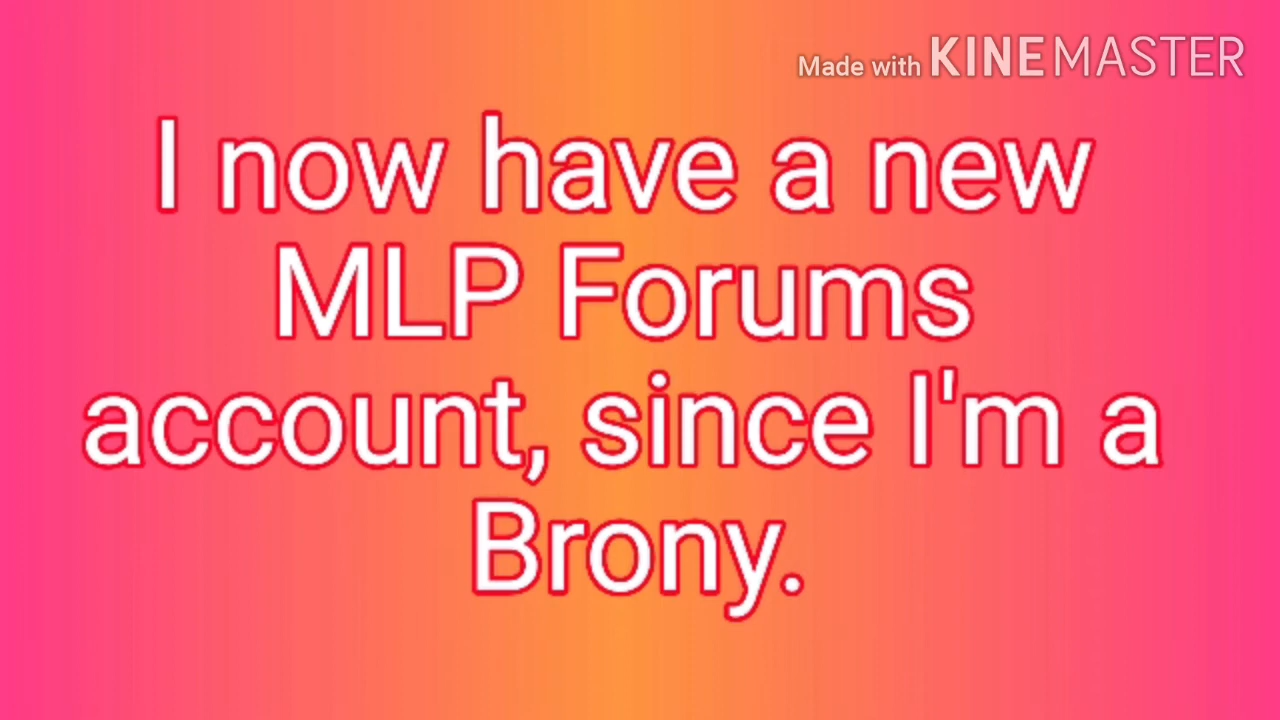 Made with KINEMASTER
I now have a new
MLP Forums
account, since I'm a
Brony.